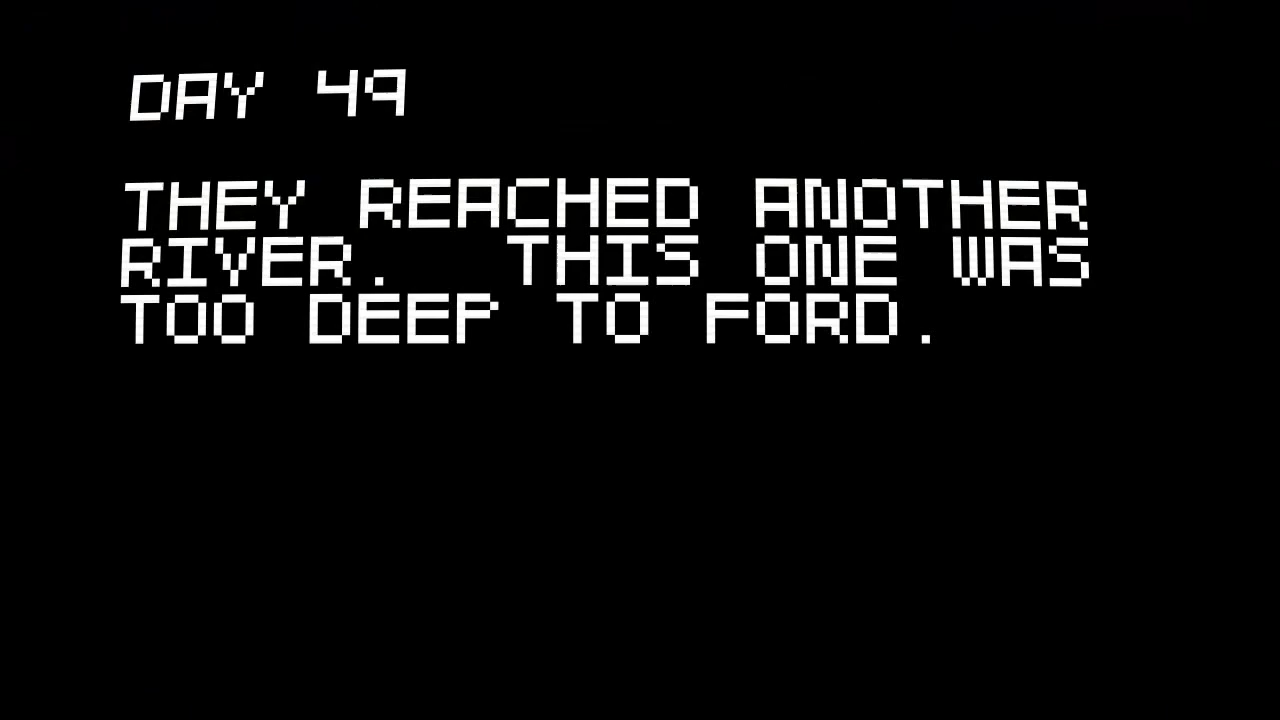 DAY 49
THEY REACHED ANOTHER
RIVER.  THIS ONE WAS
TOO DEEP TO FORD.